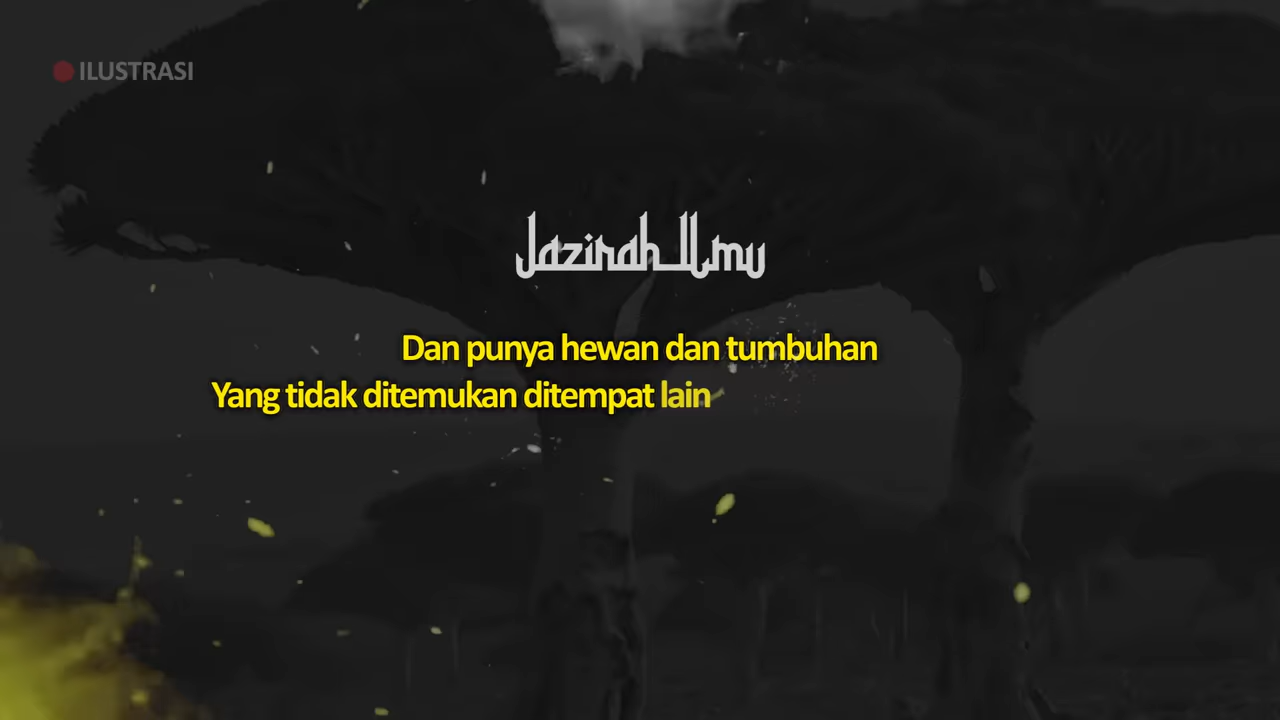 ILUSTRASI
Jazirah Ilmu
Dan punya hewan dan tumbuhan
Yang tidak ditemukan ditempat lain